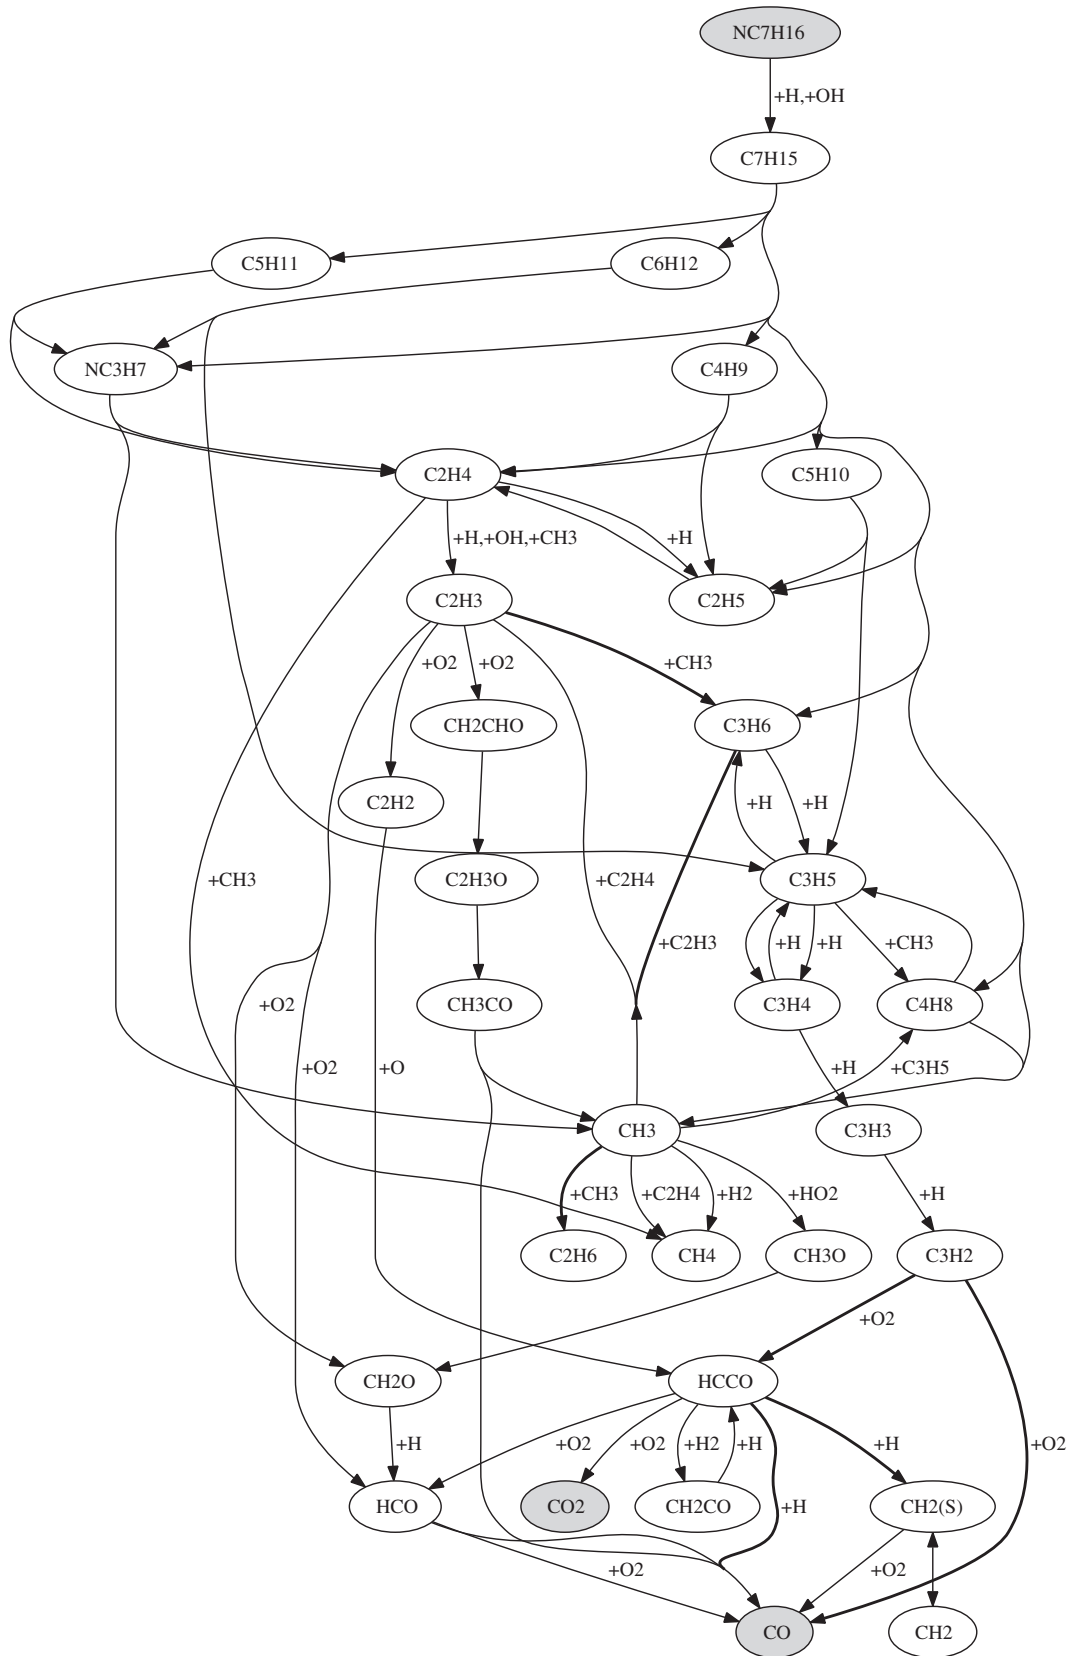 NC7H16
+H,+OH
C7H15
C5H11
C6H12
NC3H7
C4H9
C2H4
C5H10
+H,+OH,+CH3
+H
C2H3
C2H5
+O2
+O2
+CH3
CH2CHO
C3H6
C2H2
+H
+H
+CH3
C2H3O
+C2H4
C3H5
+C2H3
+H
+H
+CH3
+O2
CH3CO
C3H4
C4H8
+O2
+O
+H
+C3H5
CH3
C3H3
+CH3
+C2H4
+H2
+HO2
+H
C2H6
CH4
CH3O
C3H2
+O2
CH2O
HCCO
+H
+O2
+O2
+H2
+H
+H
+O2
HCO
CO2
CH2CO
+H
CH2(S)
+O2
+O2
CO
CH2